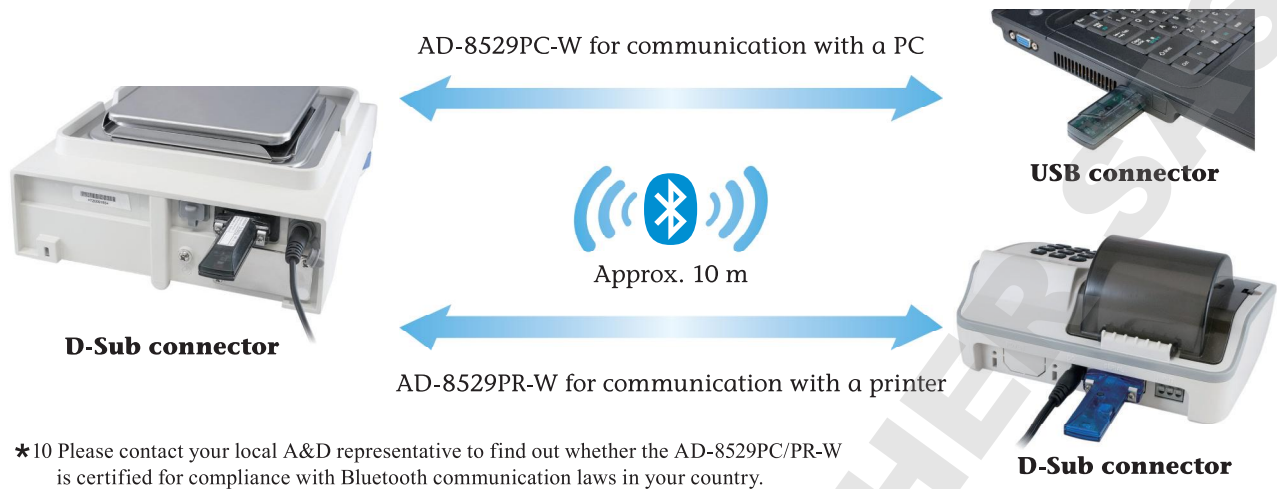 AD-8529PC-W for communication with a PC
USB connector
Approx. 10 m
D-Sub connector
AD-8529PR-W for communication with a printer
D-Sub connector
★10 Please contact your local A&D representative to find out whether the AD-8529PC/PR-W
is certified for compliance with Bluetooth communication laws in your country.